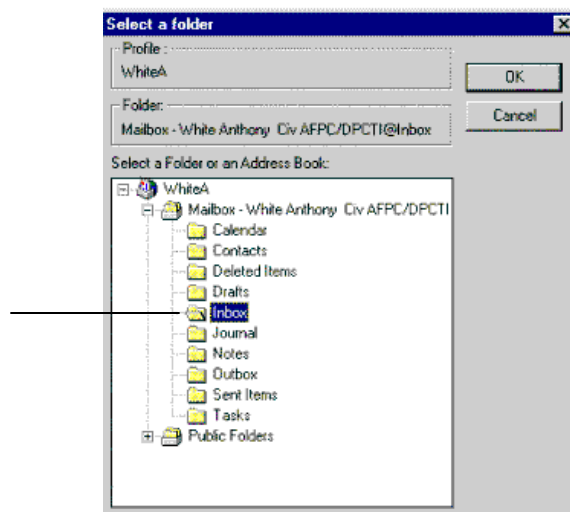 Select a folder
Profile :
WhiteA
OK
Folder:
Mailbox - White Anthony Civ AFPC/DPCTI@Inbox
Cancel
Select a Folder or an Address Book:
WhiteA
Mailbox - White Anthony Civ AFPC/DPCTI
Calendar
Contacts
Deleted Items
Drafts
Inbox
Journal
Notes
Outbox
Sent Items
Tasks
Public Folders